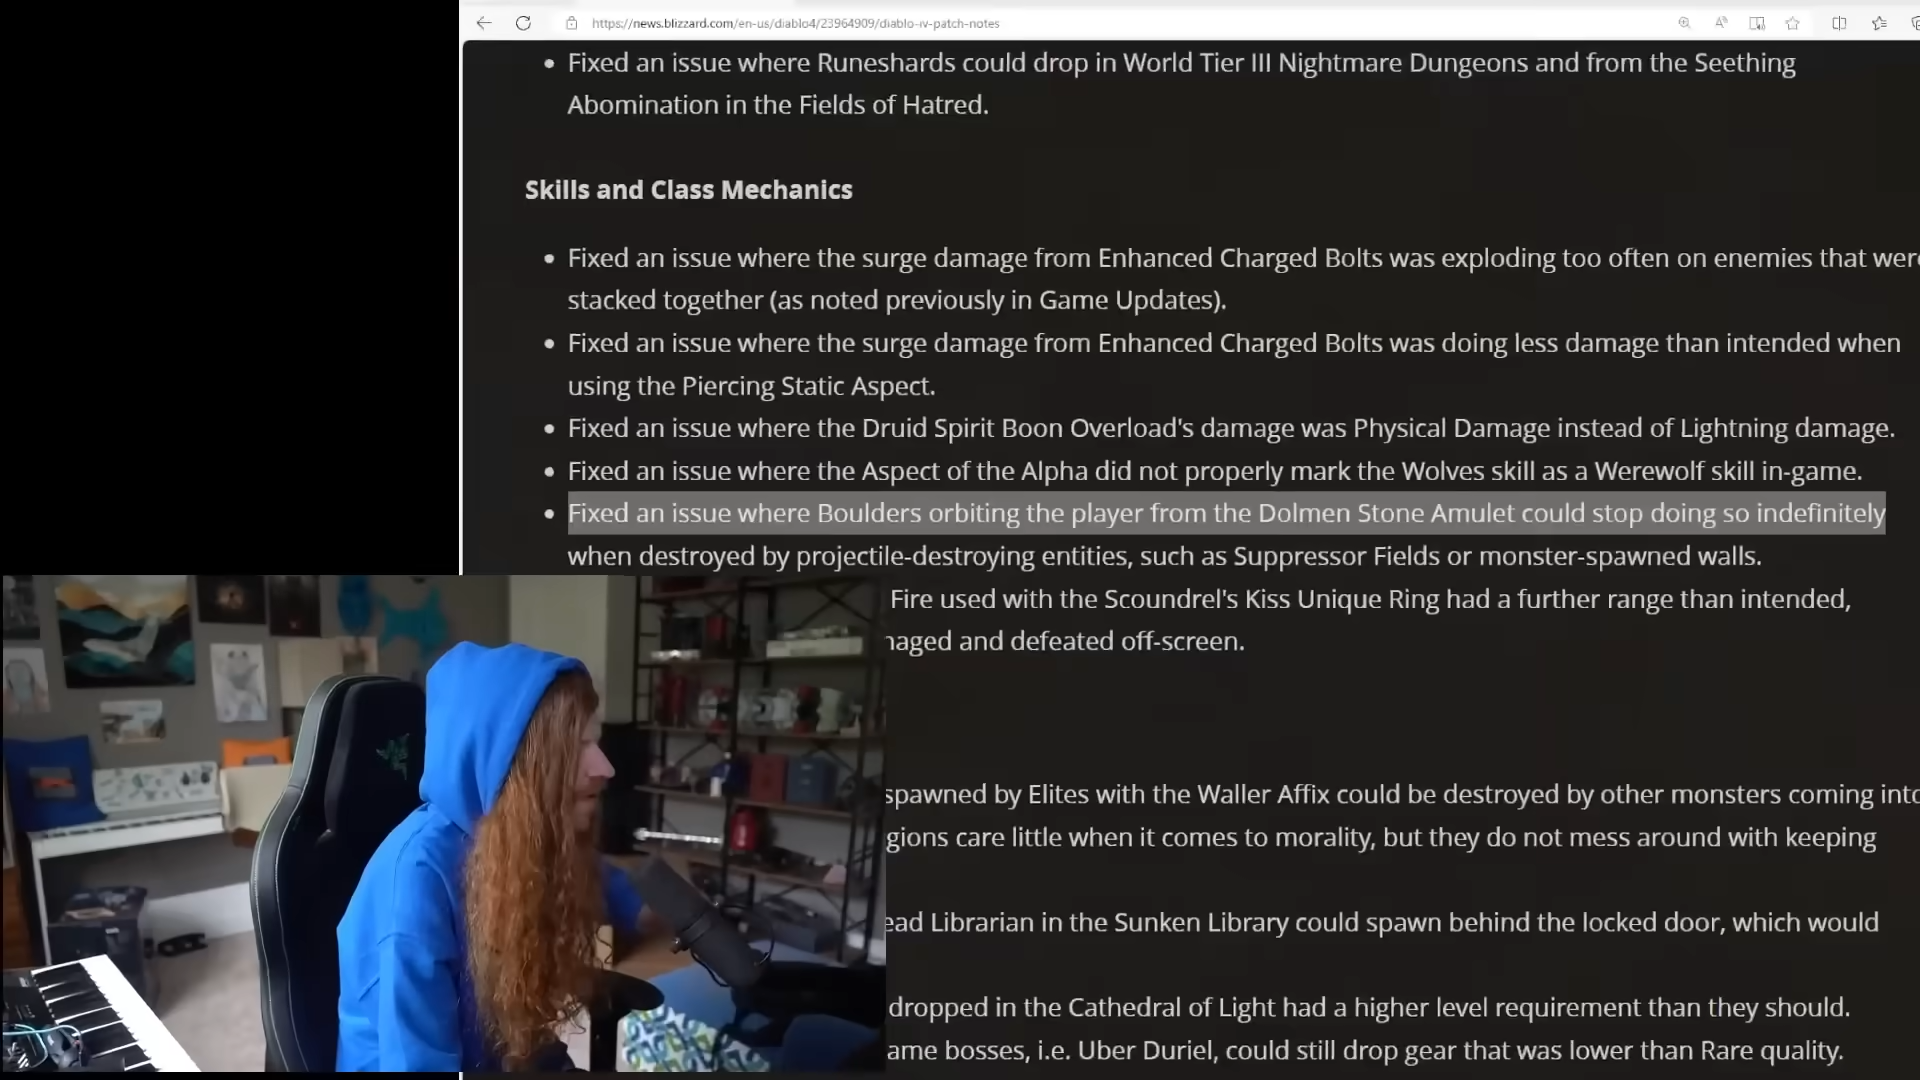 https://news.blizzard.com/en-us/diablo4/23964909/diablo-iv-patch-notes
Fixed an issue where Runeshards could drop in World Tier III Nightmare Dungeons and from the Seething
Abomination in the Fields of Hatred.
Skills and Class Mechanics
Fixed an issue where the surge damage from Enhanced Charged Bolts was exploding too often on enemies that were
stacked together (as noted previously in Game Updates).
Fixed an issue where the surge damage from Enhanced Charged Bolts was doing less damage than intended when
using the Piercing Static Aspect.
Fixed an issue where the Druid Spirit Boon Overload's damage was Physical Damage instead of Lightning damage.
Fixed an issue where the Aspect of the Alpha did not properly mark the Wolves skill as a Werewolf skill in-game.
Fixed an issue where Boulders orbiting the player from the Dolmen Stone Amulet could stop doing so indefinitely
when destroyed by projectile-destroying entities, such as Suppressor Fields or monster-spawned walls.
Fire used with the Scoundrel's Kiss Unique Ring had a further range than intended,
and defeated off-screen.
spawned by Elites with the Waller Affix could be destroyed by other monsters coming into
care little when it comes to morality, but they do not mess around with keeping
Librarian in the Sunken Library could spawn behind the locked door, which would
dropped in the Cathedral of Light had a higher level requirement than they should.
bosses, i.e. Uber Duriel, could still drop gear that was lower than Rare quality.